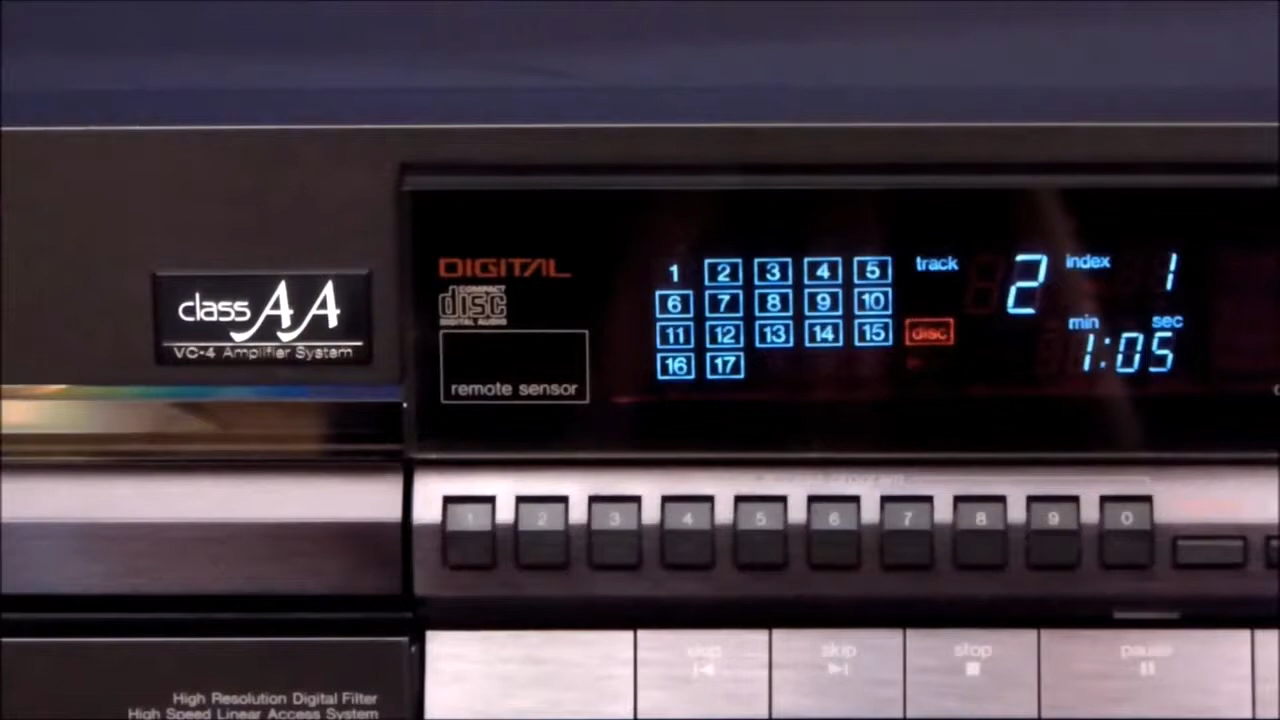 DIGITAL
COMPACT
disc
DIGITAL AUDIO
remote sensor
class AA
VC-4 Amplifier System
1 2 3 4 5
6 7 8 9 10
11 12 13 14 15
16 17
disc
track 2 index 1
min sec
1:05
1 2 3 4 5 6 7 8 9 0
skip
skip
stop
pause
High Resolution Digital Filter
High Speed Linear Access System